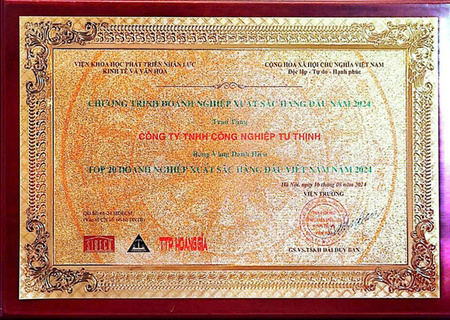 VIỆN KHOA HỌC PHÁT TRIỂN NHÂN LỰC
KINH TẾ VÀ VĂN HÓA
CỘNG HÒA XÃ HỘI CHỦ NGHĨA VIỆT NAM
Độc lập - Tự do - Hạnh phúc
CHƯƠNG TRÌNH DOANH NGHIỆP XUẤT SẮC HÀNG ĐẦU NĂM 2024
Trao Tặng
CÔNG TY TNHH CÔNG NGHIỆP TƯ THỊNH
Bảng Vàng Danh Hiệu
TOP 20 DOANH NGHIỆP XUẤT SẮC HÀNG ĐẦU VIỆT NAM NĂM 2024
Hà Nội, ngày 10 tháng 08 năm 2024
VIỆN TRƯỞNG
TTP HOÀNG GIA
GS.VS.TSKH ĐÁI DUY BAN